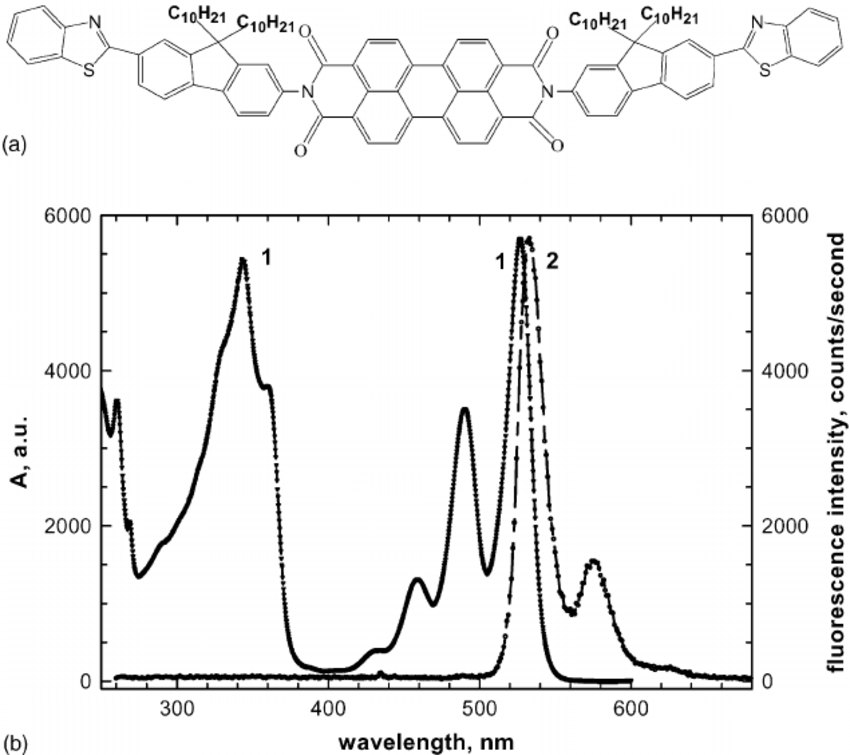 C10H21 C10H21 C10H21 C10H21
N O O N
S N N S
O O
(a)
6000 6000
1 1 2
4000 4000
2000 2000
0 0
300 400 500 600
A, a.u.
fluorescence intensity, counts/second
wavelength, nm
(b)